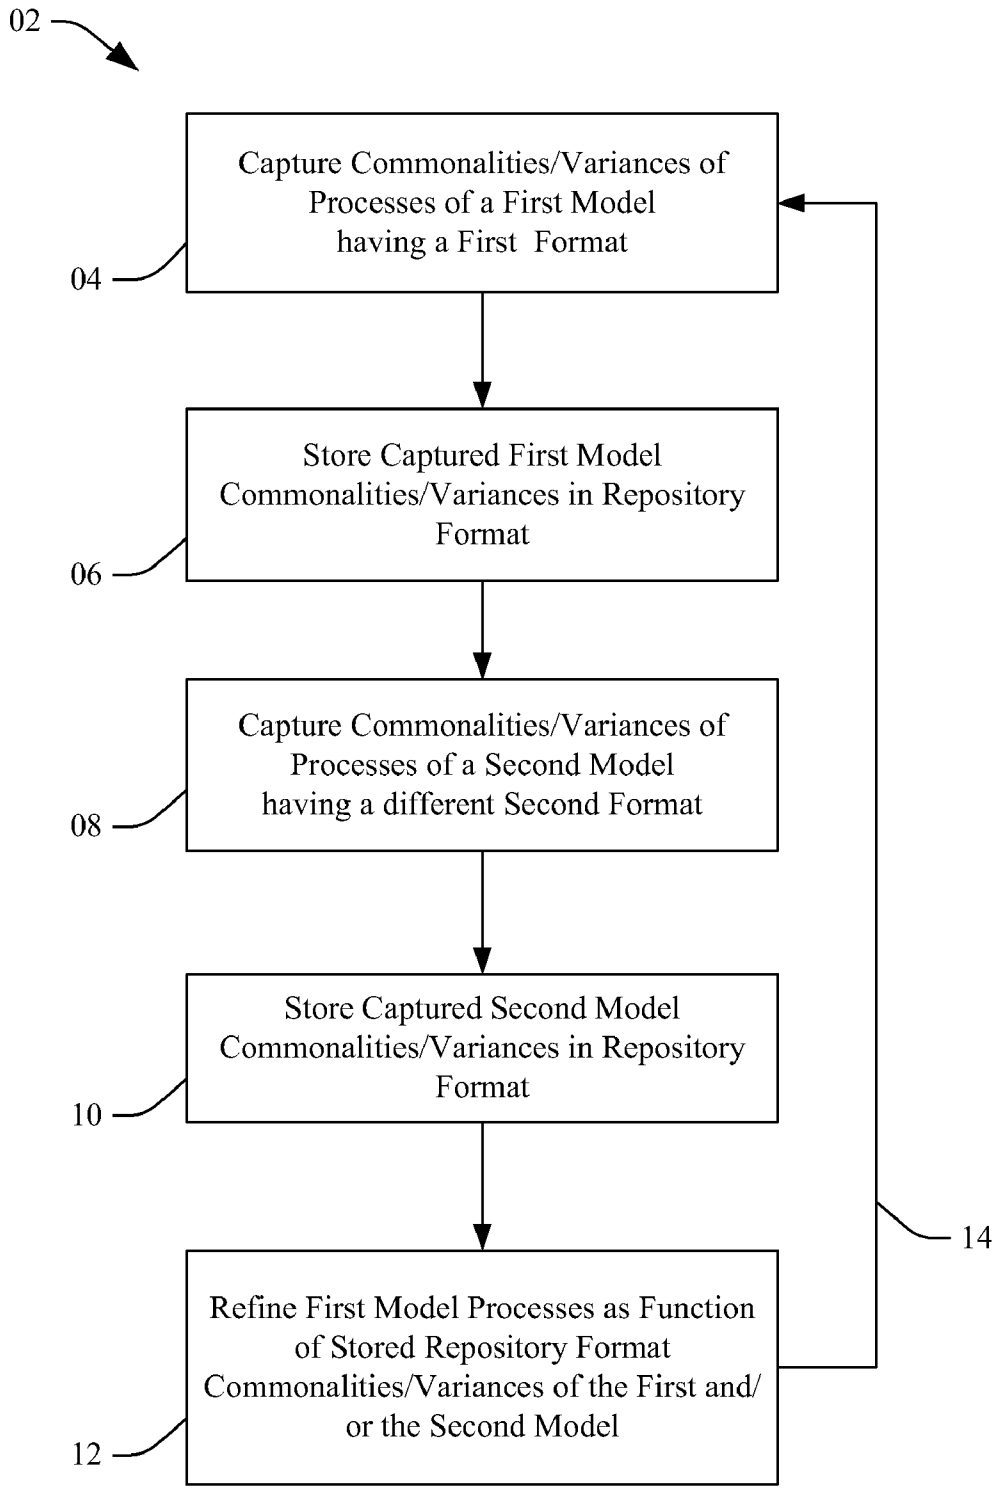 02
Capture Commonalities/Variances of
Processes of a First Model
having a First Format
04
Store Captured First Model
Commonalities/Variances in Repository
Format
06
Capture Commonalities/Variances of
Processes of a Second Model
having a different Second Format
08
Store Captured Second Model
Commonalities/Variances in Repository
Format
10
14
Refine First Model Processes as Function
of Stored Repository Format
Commonalities/Variances of the First and/
or the Second Model
12